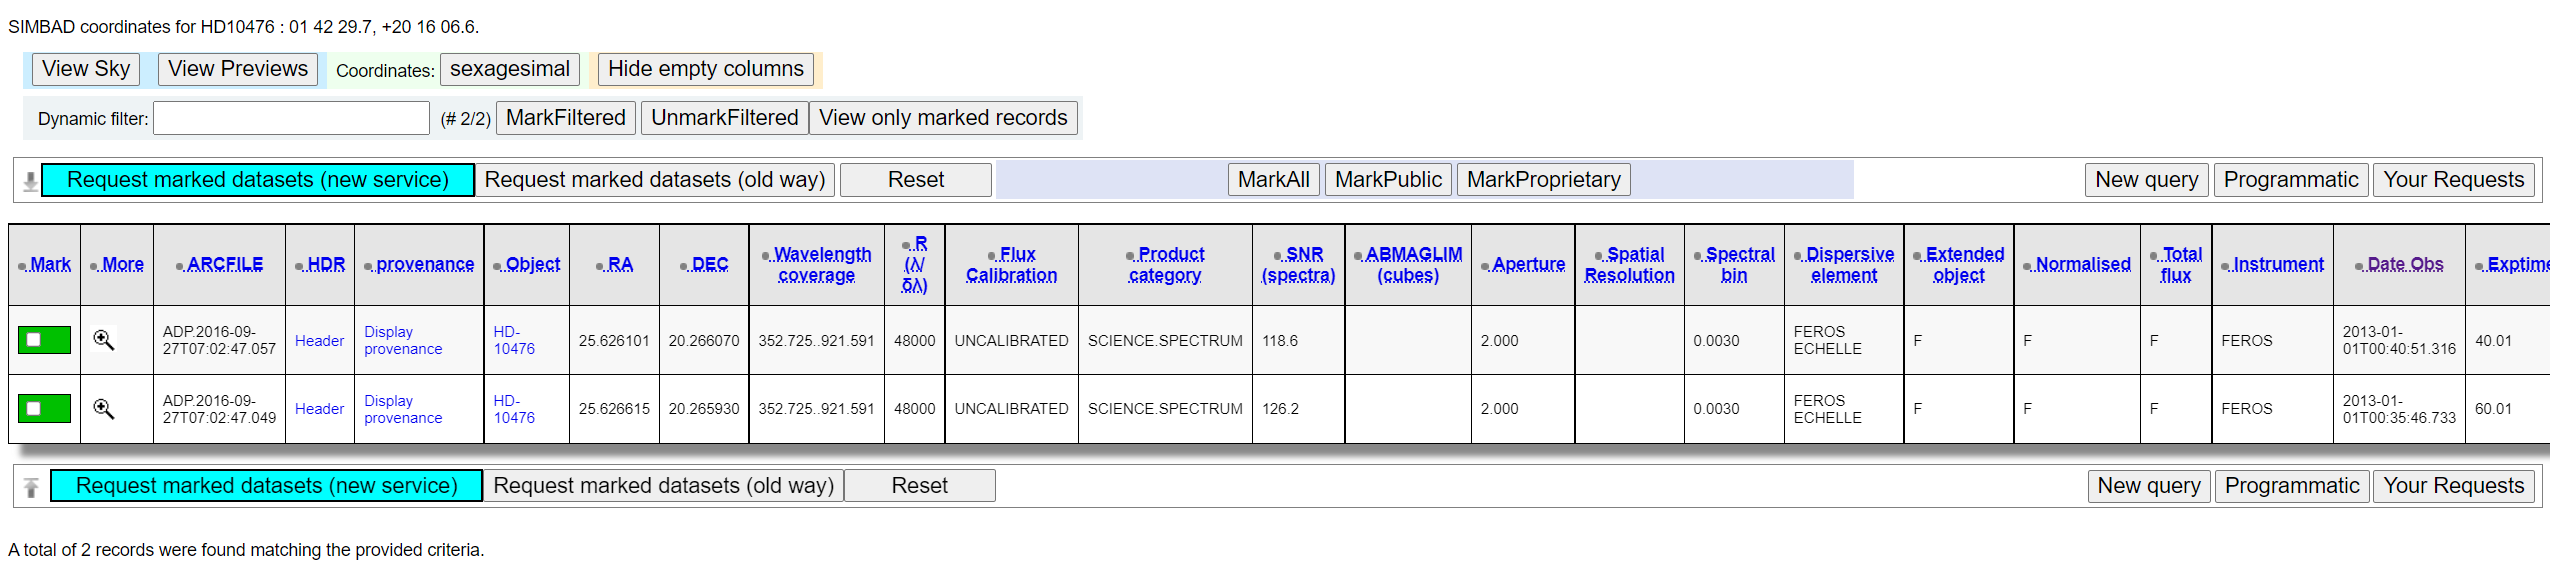 SIMBAD coordinates for HD10476 : 01 42 29.7, +20 16 06.6.
View Sky View Previews Coordinates: sexagesimal Hide empty columns
Dynamic filter: (# 2/2) MarkFiltered UnmarkFiltered View only marked records
Request marked datasets (new service) Request marked datasets (old way) Reset MarkAll MarkPublic MarkProprietary New query Programmatic Your Requests
Mark More ARCFILE HDR provenance Object RA DEC Wavelength coverage R (λ/δλ) Flux Calibration Product category SNR (spectra) ABMAGLIM (cubes) Aperture Spatial Resolution Spectral bin Dispersive element Extended object Normalised Total flux Instrument Date Obs Exptime
ADP.2016-09-27T07:02:47.057 Header Display provenance HD-10476 25.626101 20.266070 352.725..921.591 48000 UNCALIBRATED SCIENCE.SPECTRUM 118.6 2.000 0.0030 FEROS ECHELLE F F F FEROS 2013-01-01T00:40:51.316 40.01
ADP.2016-09-27T07:02:47.049 Header Display provenance HD-10476 25.626615 20.265930 352.725..921.591 48000 UNCALIBRATED SCIENCE.SPECTRUM 126.2 2.000 0.0030 FEROS ECHELLE F F F FEROS 2013-01-01T00:35:46.733 60.01
Request marked datasets (new service) Request marked datasets (old way) Reset New query Programmatic Your Requests
A total of 2 records were found matching the provided criteria.